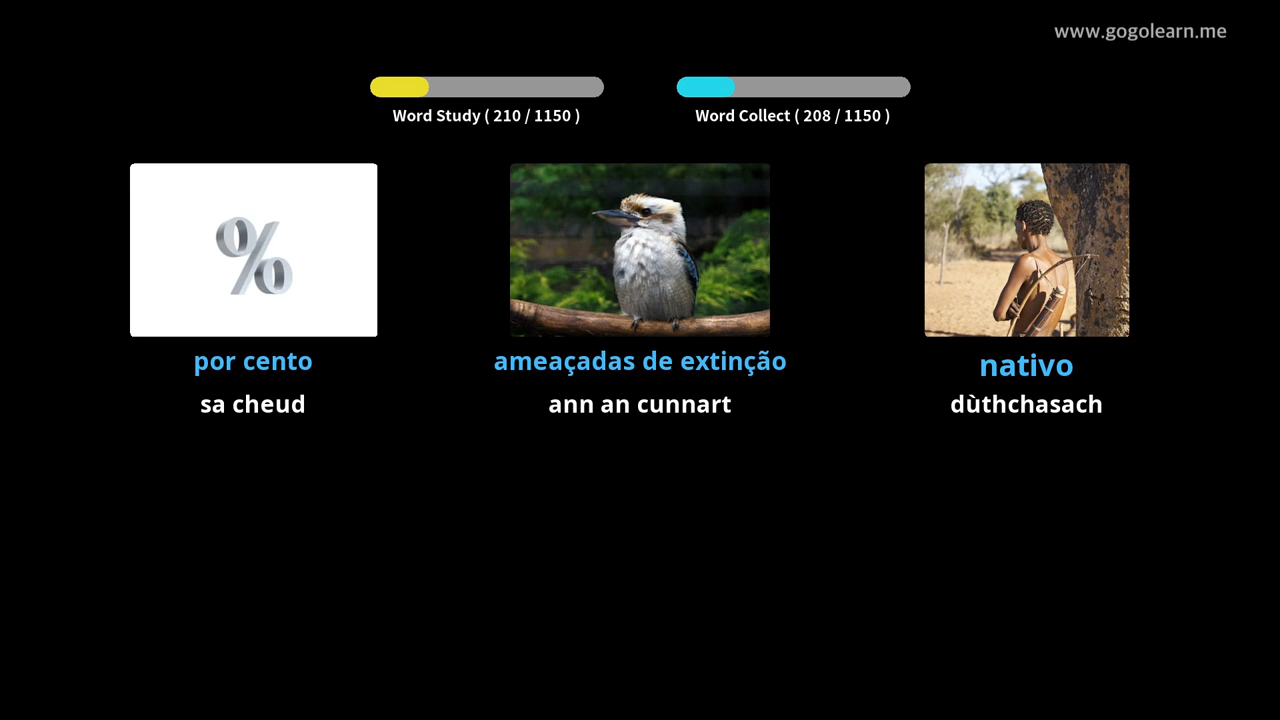 www.gogolearn.me
Word Study ( 210 / 1150 )
Word Collect ( 208 / 1150 )
%
por cento
ameaçadas de extinção
nativo
sa cheud
ann an cunnart
dùthchasach